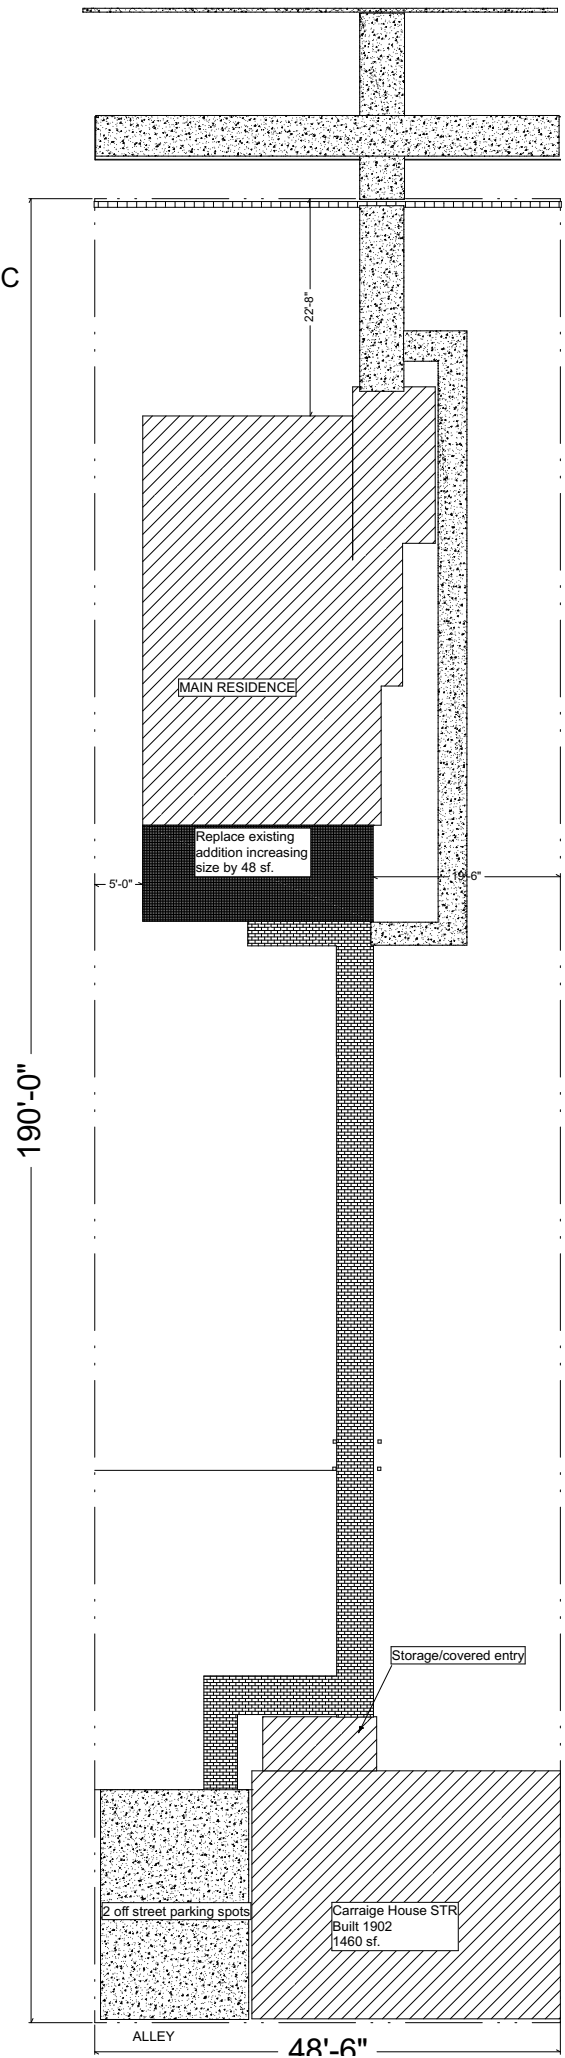 C
22'-8"
MAIN RESIDENCE
Replace existing
addition increasing
size by 48 sf.
5'-0"
19'-6"
190'-0"
Storage/covered entry
2 off street parking spots
Carraige House STR
Built 1902
1460 sf.
ALLEY
48'-6"